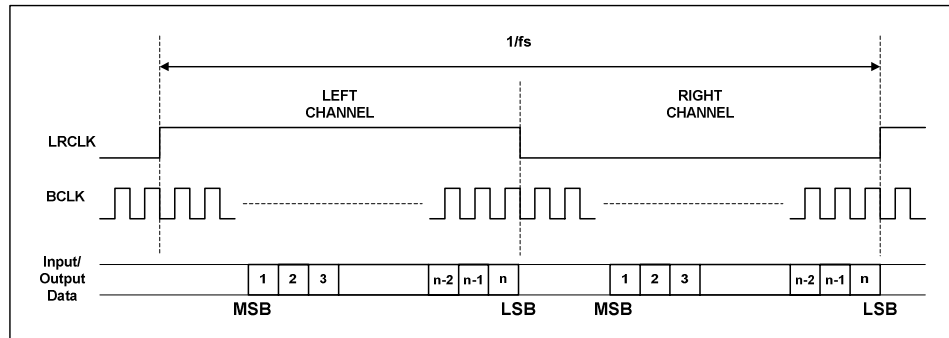 1/fs
LEFT
CHANNEL
RIGHT
CHANNEL
LRCLK
BCLK
Input/
Output
Data
1 2 3 n-2 n-1 n 1 2 3 n-2 n-1 n
MSB LSB MSB LSB